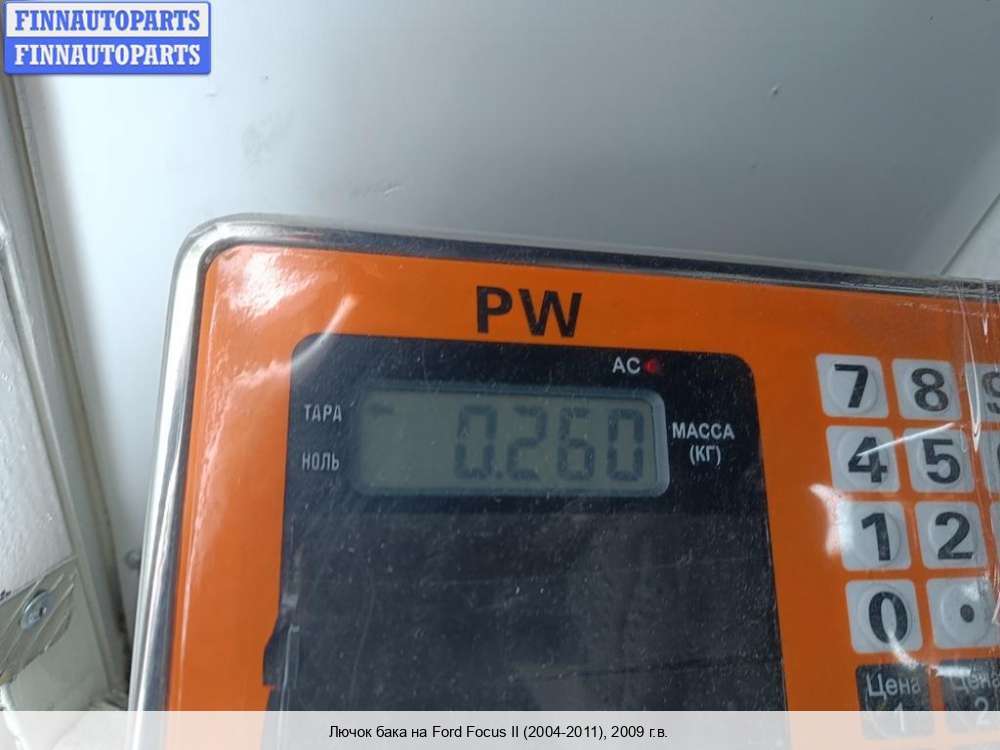 FINNAUTOPARTS
FINNAUTOPARTS
PW
AC
ТАРА
0.260
МАССА
(КГ)
НОЛЬ
7 8 9
4 5
1 2
0 .
Цена Цена
1 2
Лючок бака на Ford Focus II (2004-2011), 2009 г.в.